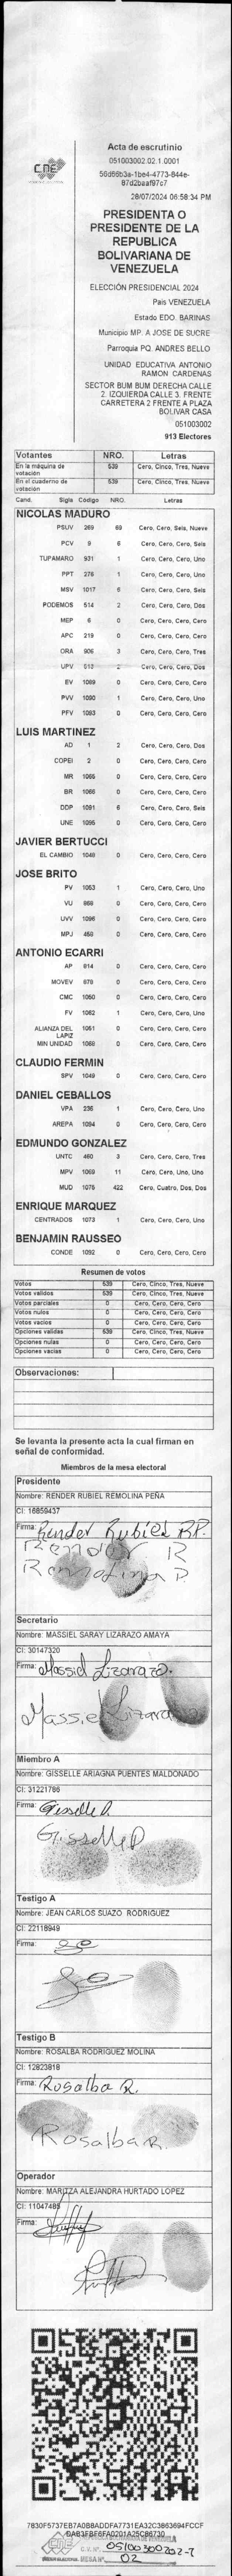 CNE
Acta de escrutinio
051003002.02.1.0001
56d66b3a-1be4-4773-844e-
87d2baaf97c7
28/07/2024 06:58:34 PM
PRESIDENTA O
PRESIDENTE DE LA
REPUBLICA
BOLIVARIANA DE
VENEZUELA
ELECCIÓN PRESIDENCIAL 2024
País VENEZUELA
Estado EDO. BARINAS
Municipio MP. A JOSE DE SUCRE
Parroquia PQ. ANDRES BELLO
UNIDAD EDUCATIVA ANTONIO
RAMON CARDENAS
SECTOR BUM BUM DERECHA CALLE
2. IZQUIERDA CALLE 3. FRENTE
CARRETERA 2 FRENTE A PLAZA
BOLIVAR CASA
051003002
913 Electores
Votantes NRO. Letras
En la máquina de votación 539 Cero, Cinco, Tres, Nueve
En el cuaderno de votación 539 Cero, Cinco, Tres, Nueve
Cand. Sigla Código NRO. Letras
NICOLAS MADURO
PSUV 269 69 Cero, Cero, Seis, Nueve
PCV 9 6 Cero, Cero, Cero, Seis
TUPAMARO 931 1 Cero, Cero, Cero, Uno
PPT 276 1 Cero, Cero, Cero, Uno
MSV 1017 6 Cero, Cero, Cero, Seis
PODEMOS 514 2 Cero, Cero, Cero, Dos
MEP 6 0 Cero, Cero, Cero, Cero
APC 219 0 Cero, Cero, Cero, Cero
ORA 906 3 Cero, Cero, Cero, Tres
UPV 613 2 Cero, Cero, Cero, Dos
EV 1089 0 Cero, Cero, Cero, Cero
PVV 1090 1 Cero, Cero, Cero, Uno
PFV 1093 0 Cero, Cero, Cero, Cero
LUIS MARTINEZ
AD 1 2 Cero, Cero, Cero, Dos
COPEI 2 0 Cero, Cero, Cero, Cero
MR 1065 0 Cero, Cero, Cero, Cero
BR 1066 0 Cero, Cero, Cero, Cero
DDP 1091 6 Cero, Cero, Cero, Seis
UNE 1095 0 Cero, Cero, Cero, Cero
JAVIER BERTUCCI
EL CAMBIO 1048 0 Cero, Cero, Cero, Cero
JOSE BRITO
PV 1053 1 Cero, Cero, Cero, Uno
VU 868 0 Cero, Cero, Cero, Cero
UVV 1096 0 Cero, Cero, Cero, Cero
MPJ 458 0 Cero, Cero, Cero, Cero
ANTONIO ECARRI
AP 814 0 Cero, Cero, Cero, Cero
MOVEV 878 0 Cero, Cero, Cero, Cero
CMC 1050 0 Cero, Cero, Cero, Cero
FV 1052 1 Cero, Cero, Cero, Uno
ALIANZA DEL LAPIZ 1051 0 Cero, Cero, Cero, Cero
MIN UNIDAD 1068 0 Cero, Cero, Cero, Cero
CLAUDIO FERMIN
SPV 1049 0 Cero, Cero, Cero, Cero
DANIEL CEBALLOS
VPA 236 1 Cero, Cero, Cero, Uno
AREPA 1094 0 Cero, Cero, Cero, Cero
EDMUNDO GONZALEZ
UNTC 460 3 Cero, Cero, Cero, Tres
MPV 1069 11 Cero, Cero, Uno, Uno
MUD 1075 422 Cero, Cuatro, Dos, Dos
ENRIQUE MARQUEZ
CENTRADOS 1073 1 Cero, Cero, Cero, Uno
BENJAMIN RAUSSEO
CONDE 1092 0 Cero, Cero, Cero, Cero
Resumen de votos
Votos 539 Cero, Cinco, Tres, Nueve
Votos validos 539 Cero, Cinco, Tres, Nueve
Votos parciales 0 Cero, Cero, Cero, Cero
Votos nulos 0 Cero, Cero, Cero, Cero
Votos vacios 0 Cero, Cero, Cero, Cero
Opciones validas 539 Cero, Cinco, Tres, Nueve
Opciones nulas 0 Cero, Cero, Cero, Cero
Opciones vacias 0 Cero, Cero, Cero, Cero
Observaciones:
Se levanta la presente acta la cual firman en
señal de conformidad.
Miembros de la mesa electoral
Presidente
Nombre: RENDER RUBIEL REMOLINA PEÑA
CI: 16859437
Firma: Render Rubiel R.P.
Render R
Remolina P
Secretario
Nombre: MASSIEL SARAY LIZARAZO AMAYA
CI: 30147320
Firma: Massiel Lizarazo.
Massiel Lizarazo
Miembro A
Nombre: GISSELLE ARIAGNA PUENTES MALDONADO
CI: 31221786
Firma: Gisselle P.
Gisselle P
Testigo A
Nombre: JEAN CARLOS SUAZO RODRIGUEZ
CI: 22118949
Firma:
Testigo B
Nombre: ROSALBA RODRIGUEZ MOLINA
CI: 12823818
Firma: Rosalba R.
Rosalba R.
Operador
Nombre: MARITZA ALEJANDRA HURTADO LOPEZ
CI: 11047485
Firma:
7830F5737EB7A0B8ADDFA7731EA32C3863694FCCF
DAB3FBF6FA0201A25C86730
C.V. Nº. 05100300202-7
MESA Nº. 02